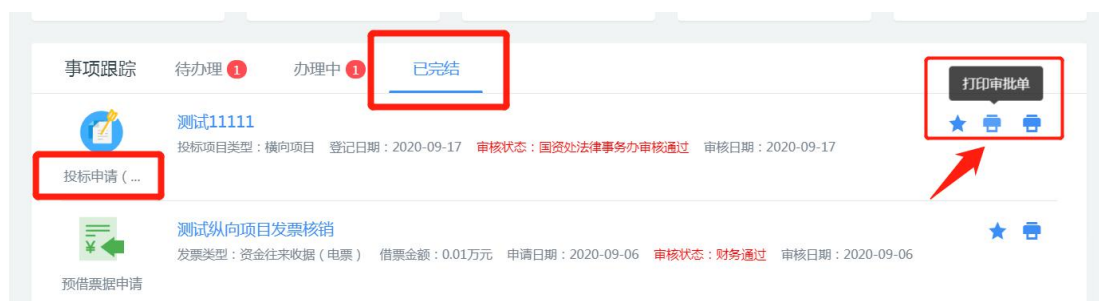 事项跟踪 待办理 1 办理中 1 已完结
打印审批单
测试11111
投标项目类型：横向项目 登记日期：2020-09-17 审核状态：国资处法律事务办审核通过 审核日期：2020-09-17
投标申请（...
测试纵向项目发票核销
发票类型：资金往来收据（电票） 借票金额：0.01万元 申请日期：2020-09-06 审核状态：财务通过 审核日期：2020-09-06
预借票据申请